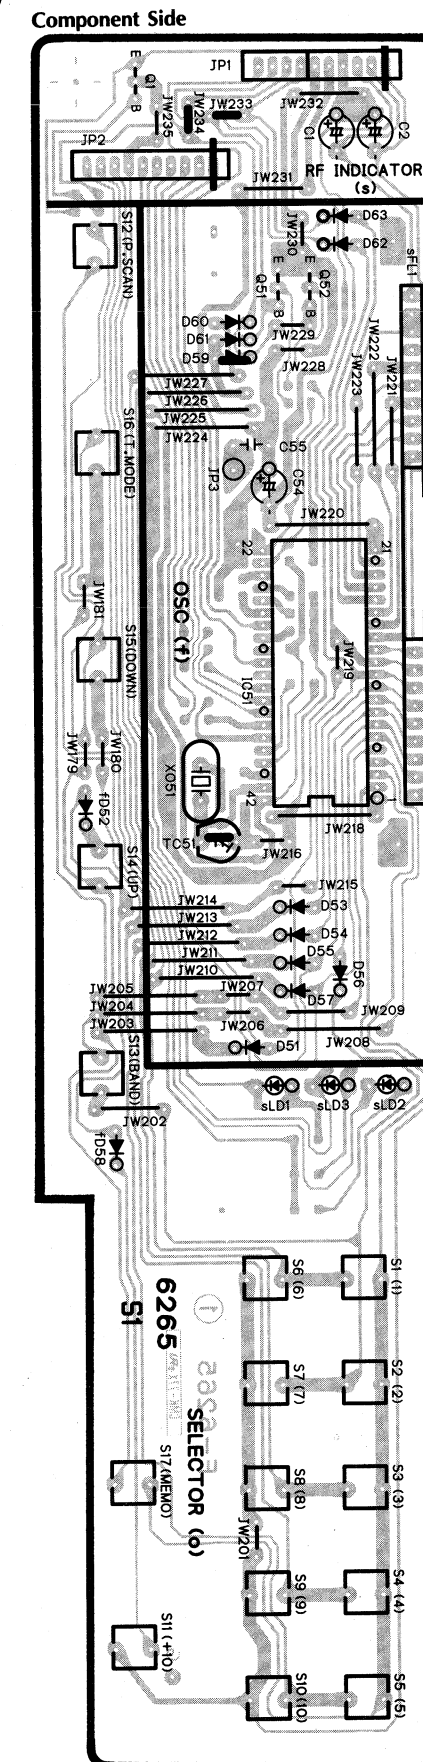 Component Side
JP1
E
Q1
B
JW235
JW234
JW233
JW232
C1
C2
JP2
RF INDICATOR
(s)
JW231
S12(P.SCAN)
D63
JW230
D62
sFL1
E
E
Q51
Q52
B
B
D60
D61
D59
JW229
JW228
JW222
JW223
JW221
JW227
JW226
JW225
JW224
S16(T.MODE)
C55
JP3
C54
JW220
22
21
JW181
OSC (f)
S15(DOWN)
JW219
IC51
JW179
JW180
XO51
42
1
fD52
JW218
TC51
JW216
S14(UP)
JW215
JW214
D53
JW213
JW212
D54
JW211
D55
JW210
D56
JW205
JW207
D57
JW204
JW209
JW203
JW206
JW208
S13(BAND)
D51
sLD1
sLD3
sLD2
JW202
fD58
S6(6)
S1(1)
6265
S1
1
S7(7)
S2(2)
SELECTOR (o)
S17(MEMO)
S8(8)
S3(3)
JW201
S9(9)
S4(4)
S11(+10)
S10(10)
S5(5)